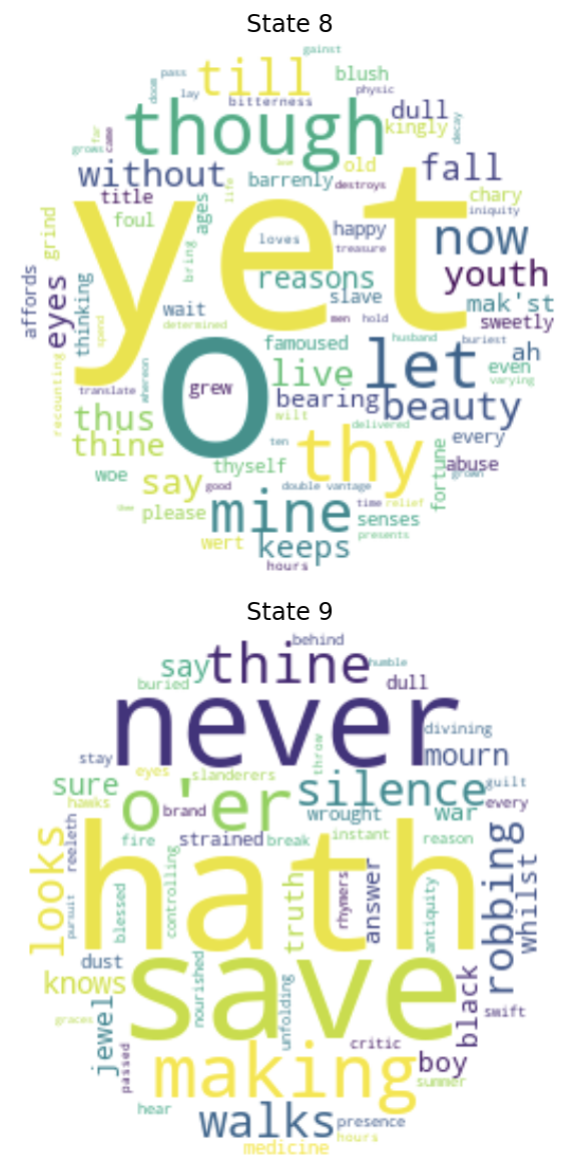 State 8
gainst
till
blush
pass
physic
doom
lay
bitterness
though
dull
kingly
decay
far
came
grows
one
old
fall
without
barrenly
destroys
title
life
chary
yet
iniquity
foul
ages
happy
grind
loves
treasure
now
bring
reasons
youth
affords
eyes
thinking
slave
mak'st
wait
men
hold
sweetly
determined
spend
husband
buriest
famoused
ah
o
let
even
recounting
translate
whereon
grew
live
varying
bearing
beauty
thus
wilt
delivered
thine
ten
thy
every
fortune
woe
thyself
abuse
grown
say
good
double vantage
time
relief
please
mine
senses
wert
keeps
presents
hours
State 9
behind
say
thine
humble
buried
dull
never
divining
mourn
stay
eyes
slanderers
throw
sure
silence
guilt
hawks
o'er
brand
wrought
war
every
reeleth
fire
strained
break
instant
reason
looks
hath
controlling
truth
rhymers
answer
robbing
whilst
pursuit
blessed
antiquity
dust
knows
save
nourished
unfolding
black
jewel
swift
graces
passed
critic
making
boy
summer
hear
walks
presence
hours
medicine